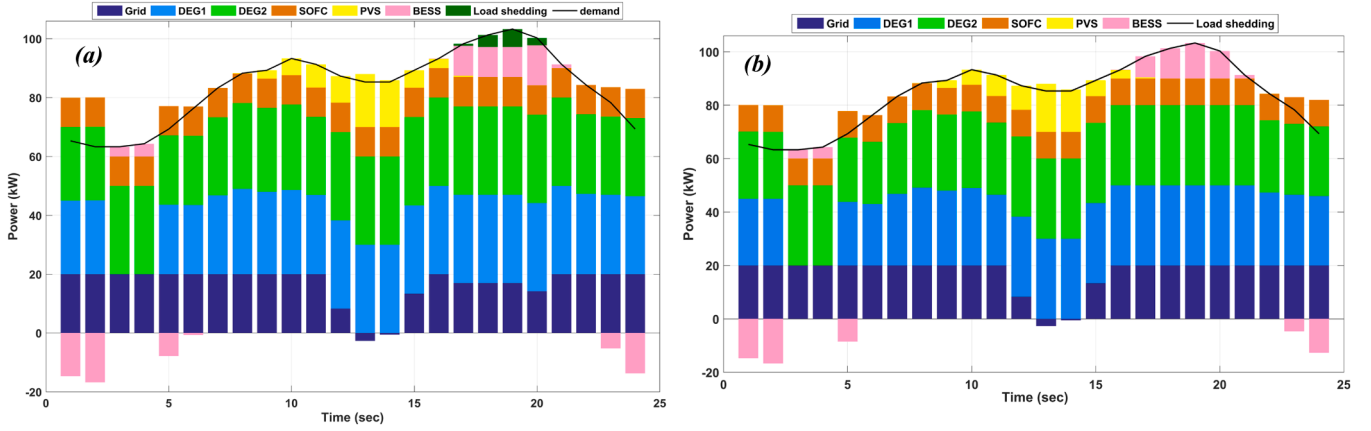 Grid DEG1 DEG2 SOFC PVS BESS Load shedding demand
(a)
Power (kW)
100
80
60
40
20
0
-20
0 5 10 15 20 25
Time (sec)
Grid DEG1 DEG2 SOFC PVS BESS Load shedding
(b)
Power (kW)
100
80
60
40
20
0
-20
0 5 10 15 20 25
Time (sec)